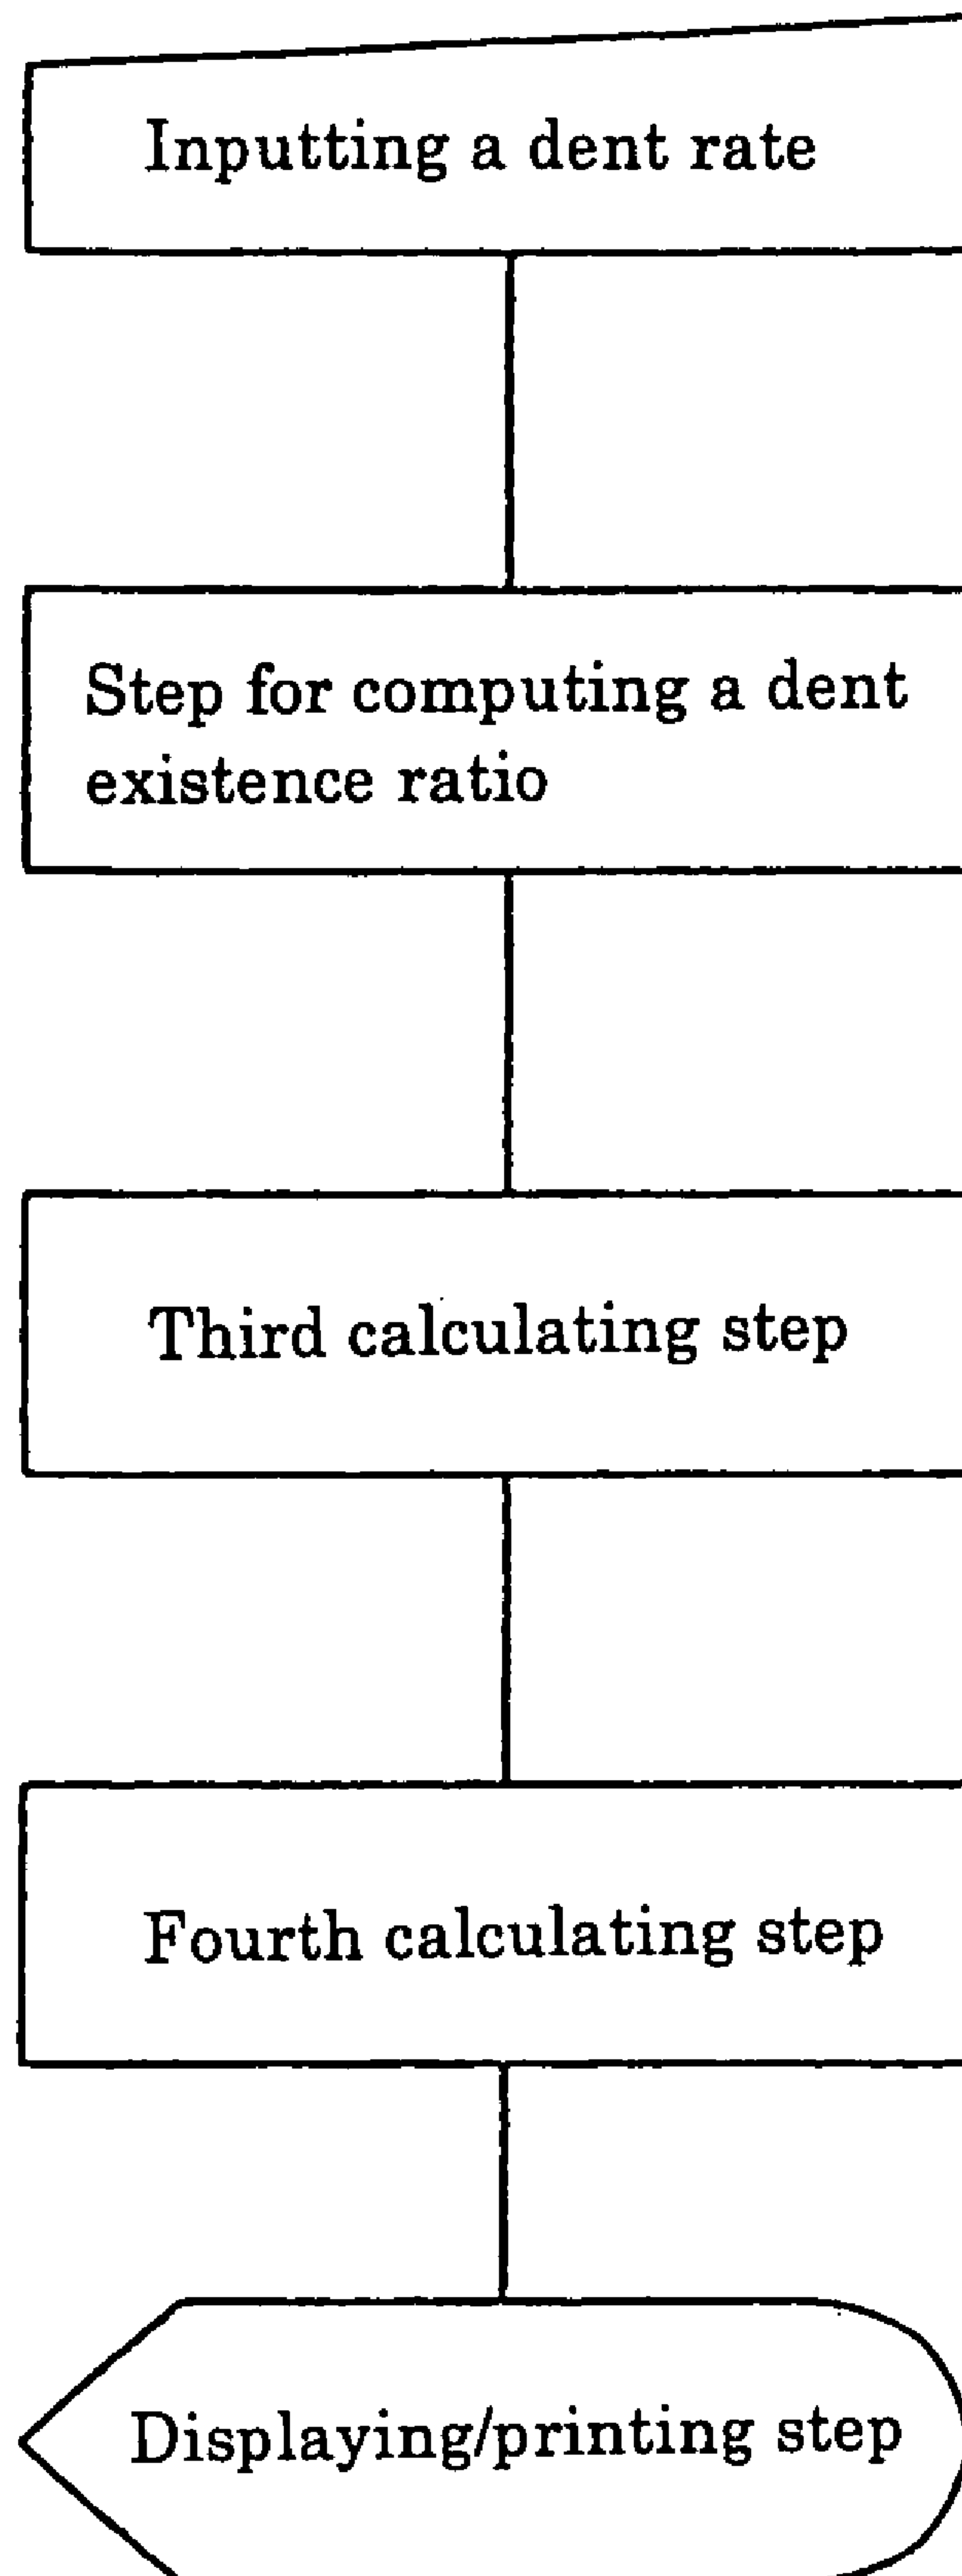 Inputting a dent rate
Step for computing a dent
existence ratio
Third calculating step
Fourth calculating step
Displaying/printing step